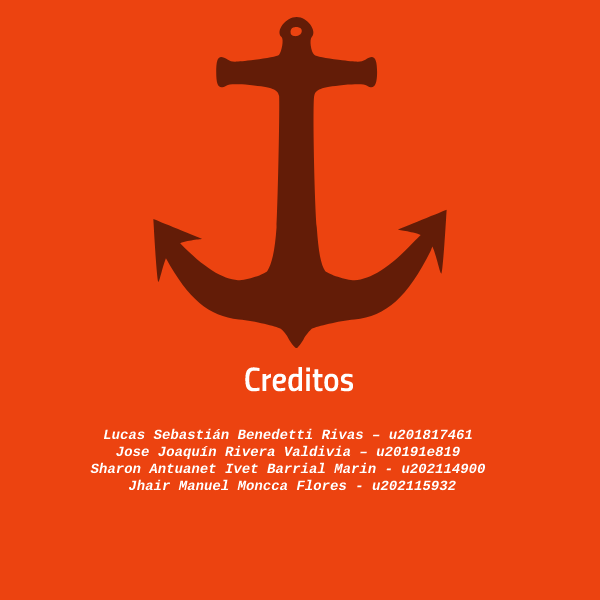 Creditos
Lucas Sebastián Benedetti Rivas – u201817461
Jose Joaquín Rivera Valdivia – u20191e819
Sharon Antuanet Ivet Barrial Marin - u202114900
Jhair Manuel Moncca Flores - u202115932